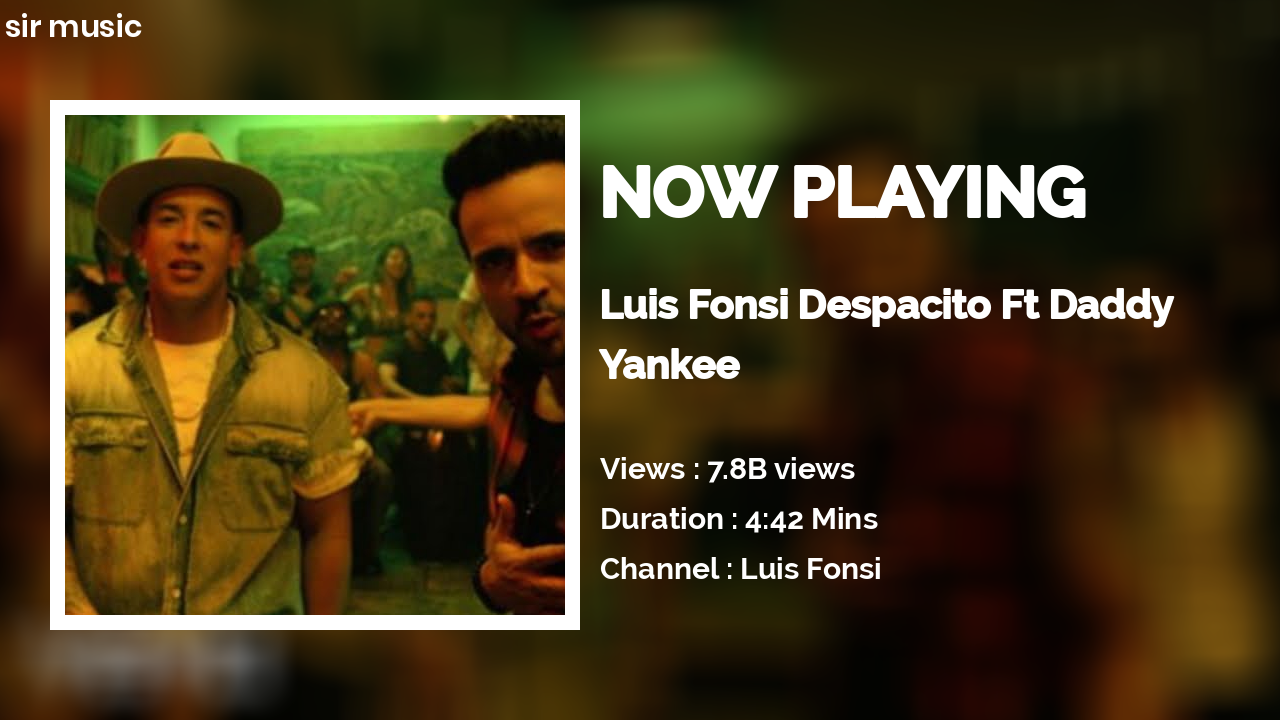 sir music
NOW PLAYING
Luis Fonsi Despacito Ft Daddy
Yankee
Views : 7.8B views
Duration : 4:42 Mins
Channel : Luis Fonsi